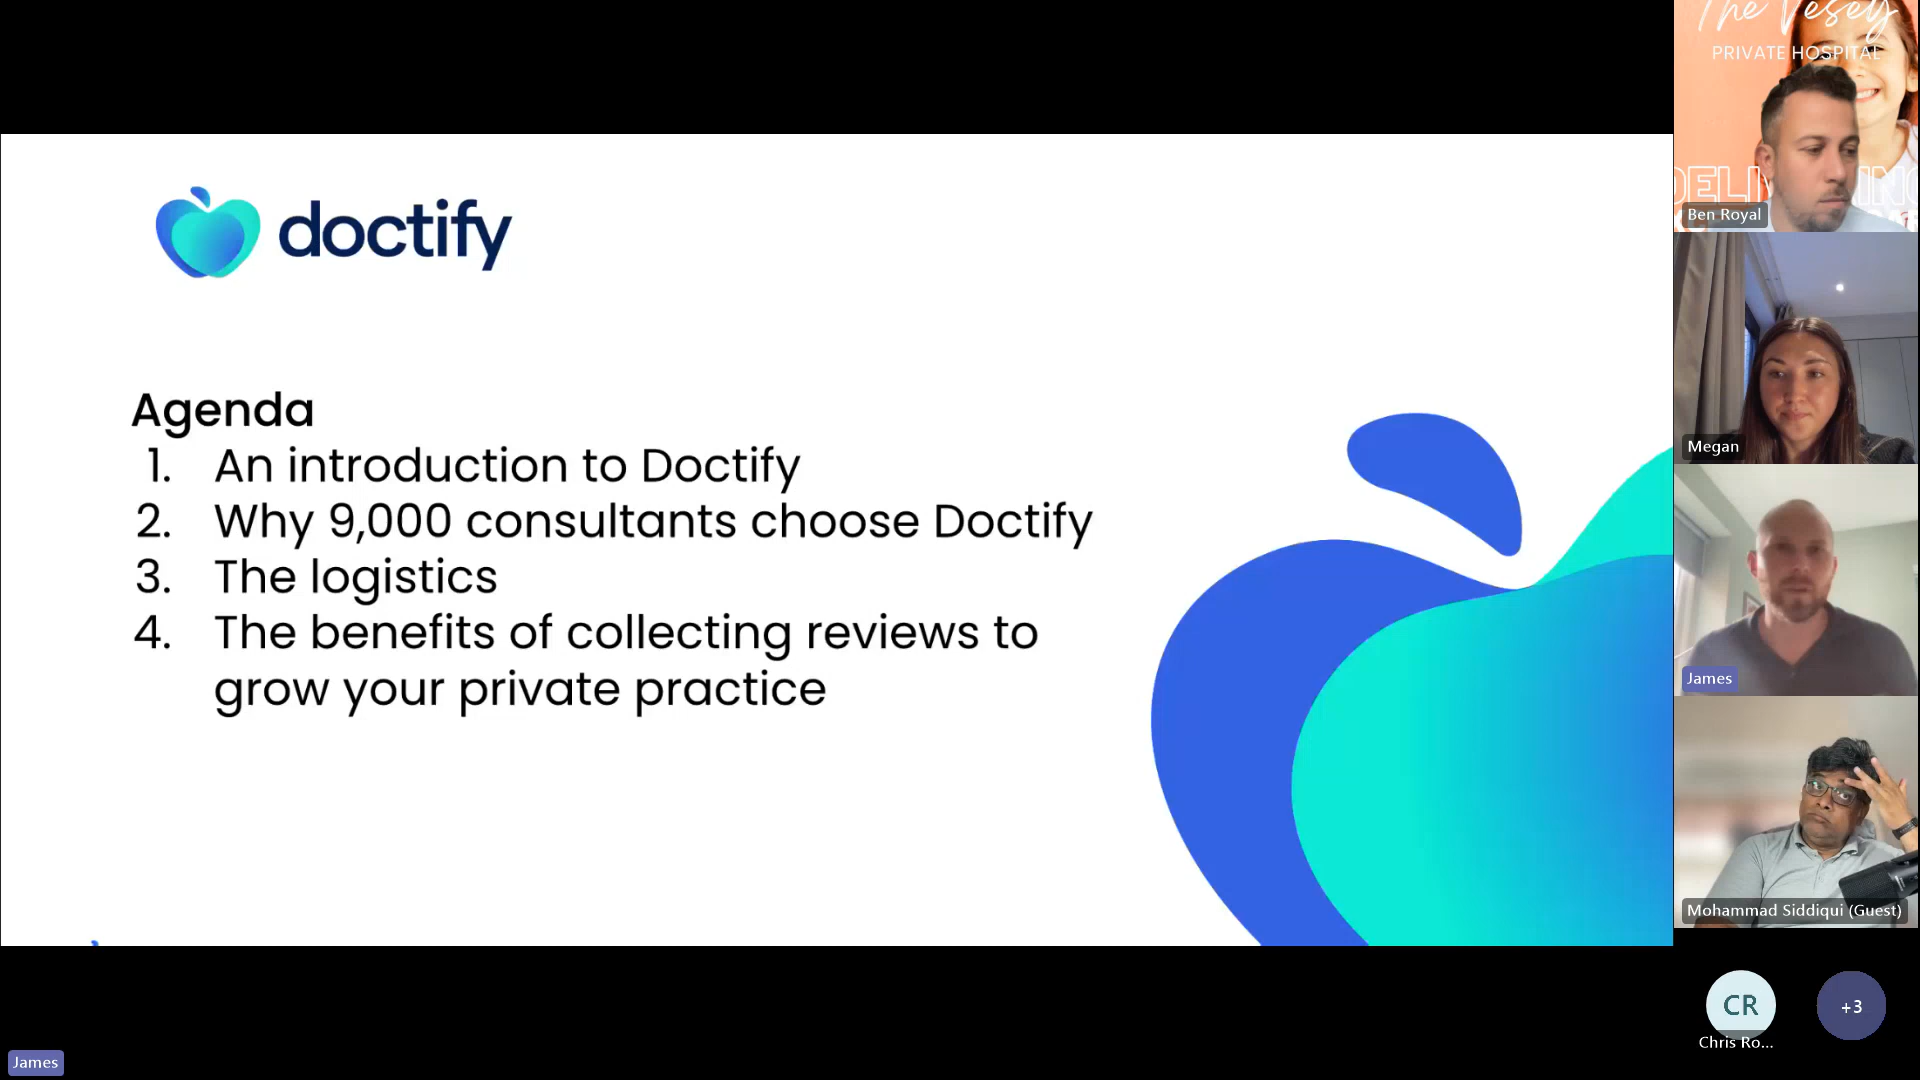 doctify
Agenda
1. An introduction to Doctify
2. Why 9,000 consultants choose Doctify
3. The logistics
4. The benefits of collecting reviews to
grow your private practice
The Vesey
PRIVATE HOSPITAL
Ben Royal
Megan
James
Mohammad Siddiqui (Guest)
CR
+3
Chris Ro...
James